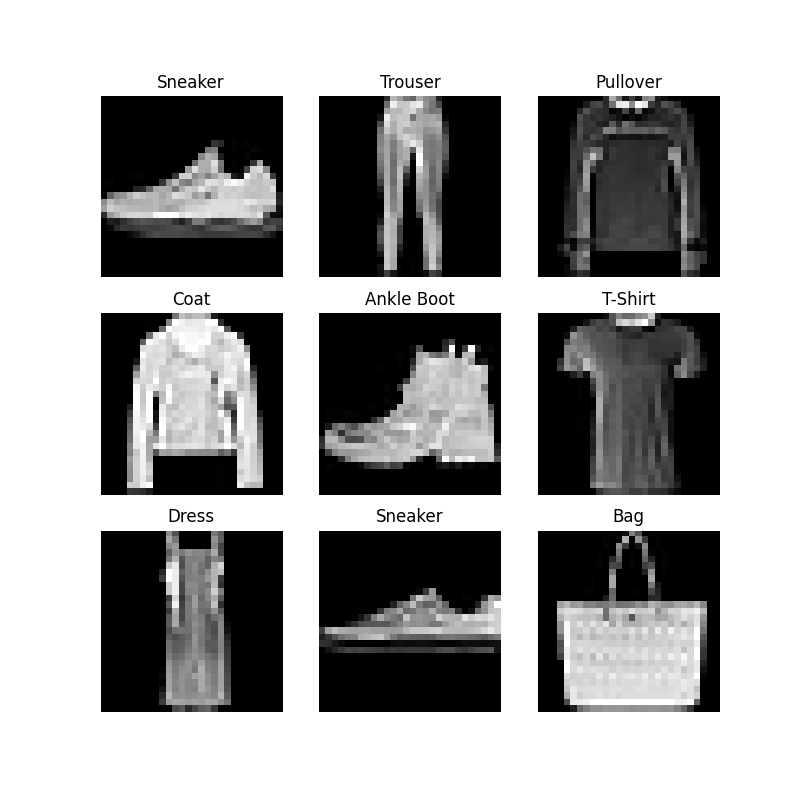 Sneaker
Trouser
Pullover
Coat
Ankle Boot
T-Shirt
Dress
Sneaker
Bag